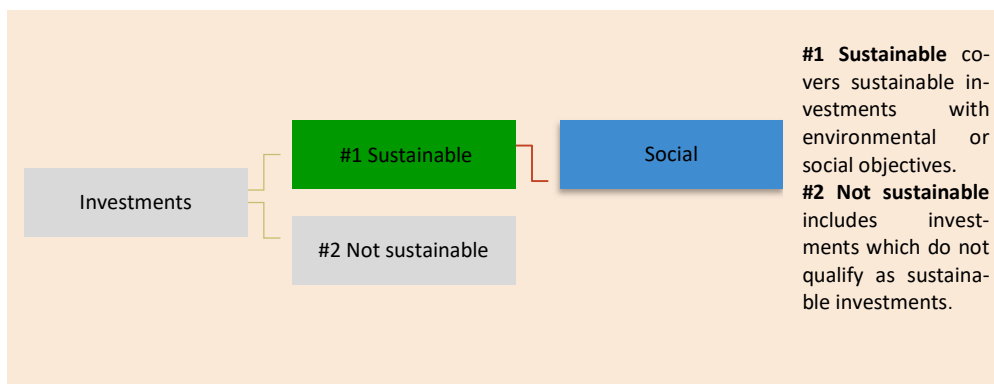 Investments
#1 Sustainable
Social
#2 Not sustainable
#1 Sustainable co-
vers sustainable in-
vestments with
environmental or
social objectives.
#2 Not sustainable
includes invest-
ments which do not
qualify as sustaina-
ble investments.